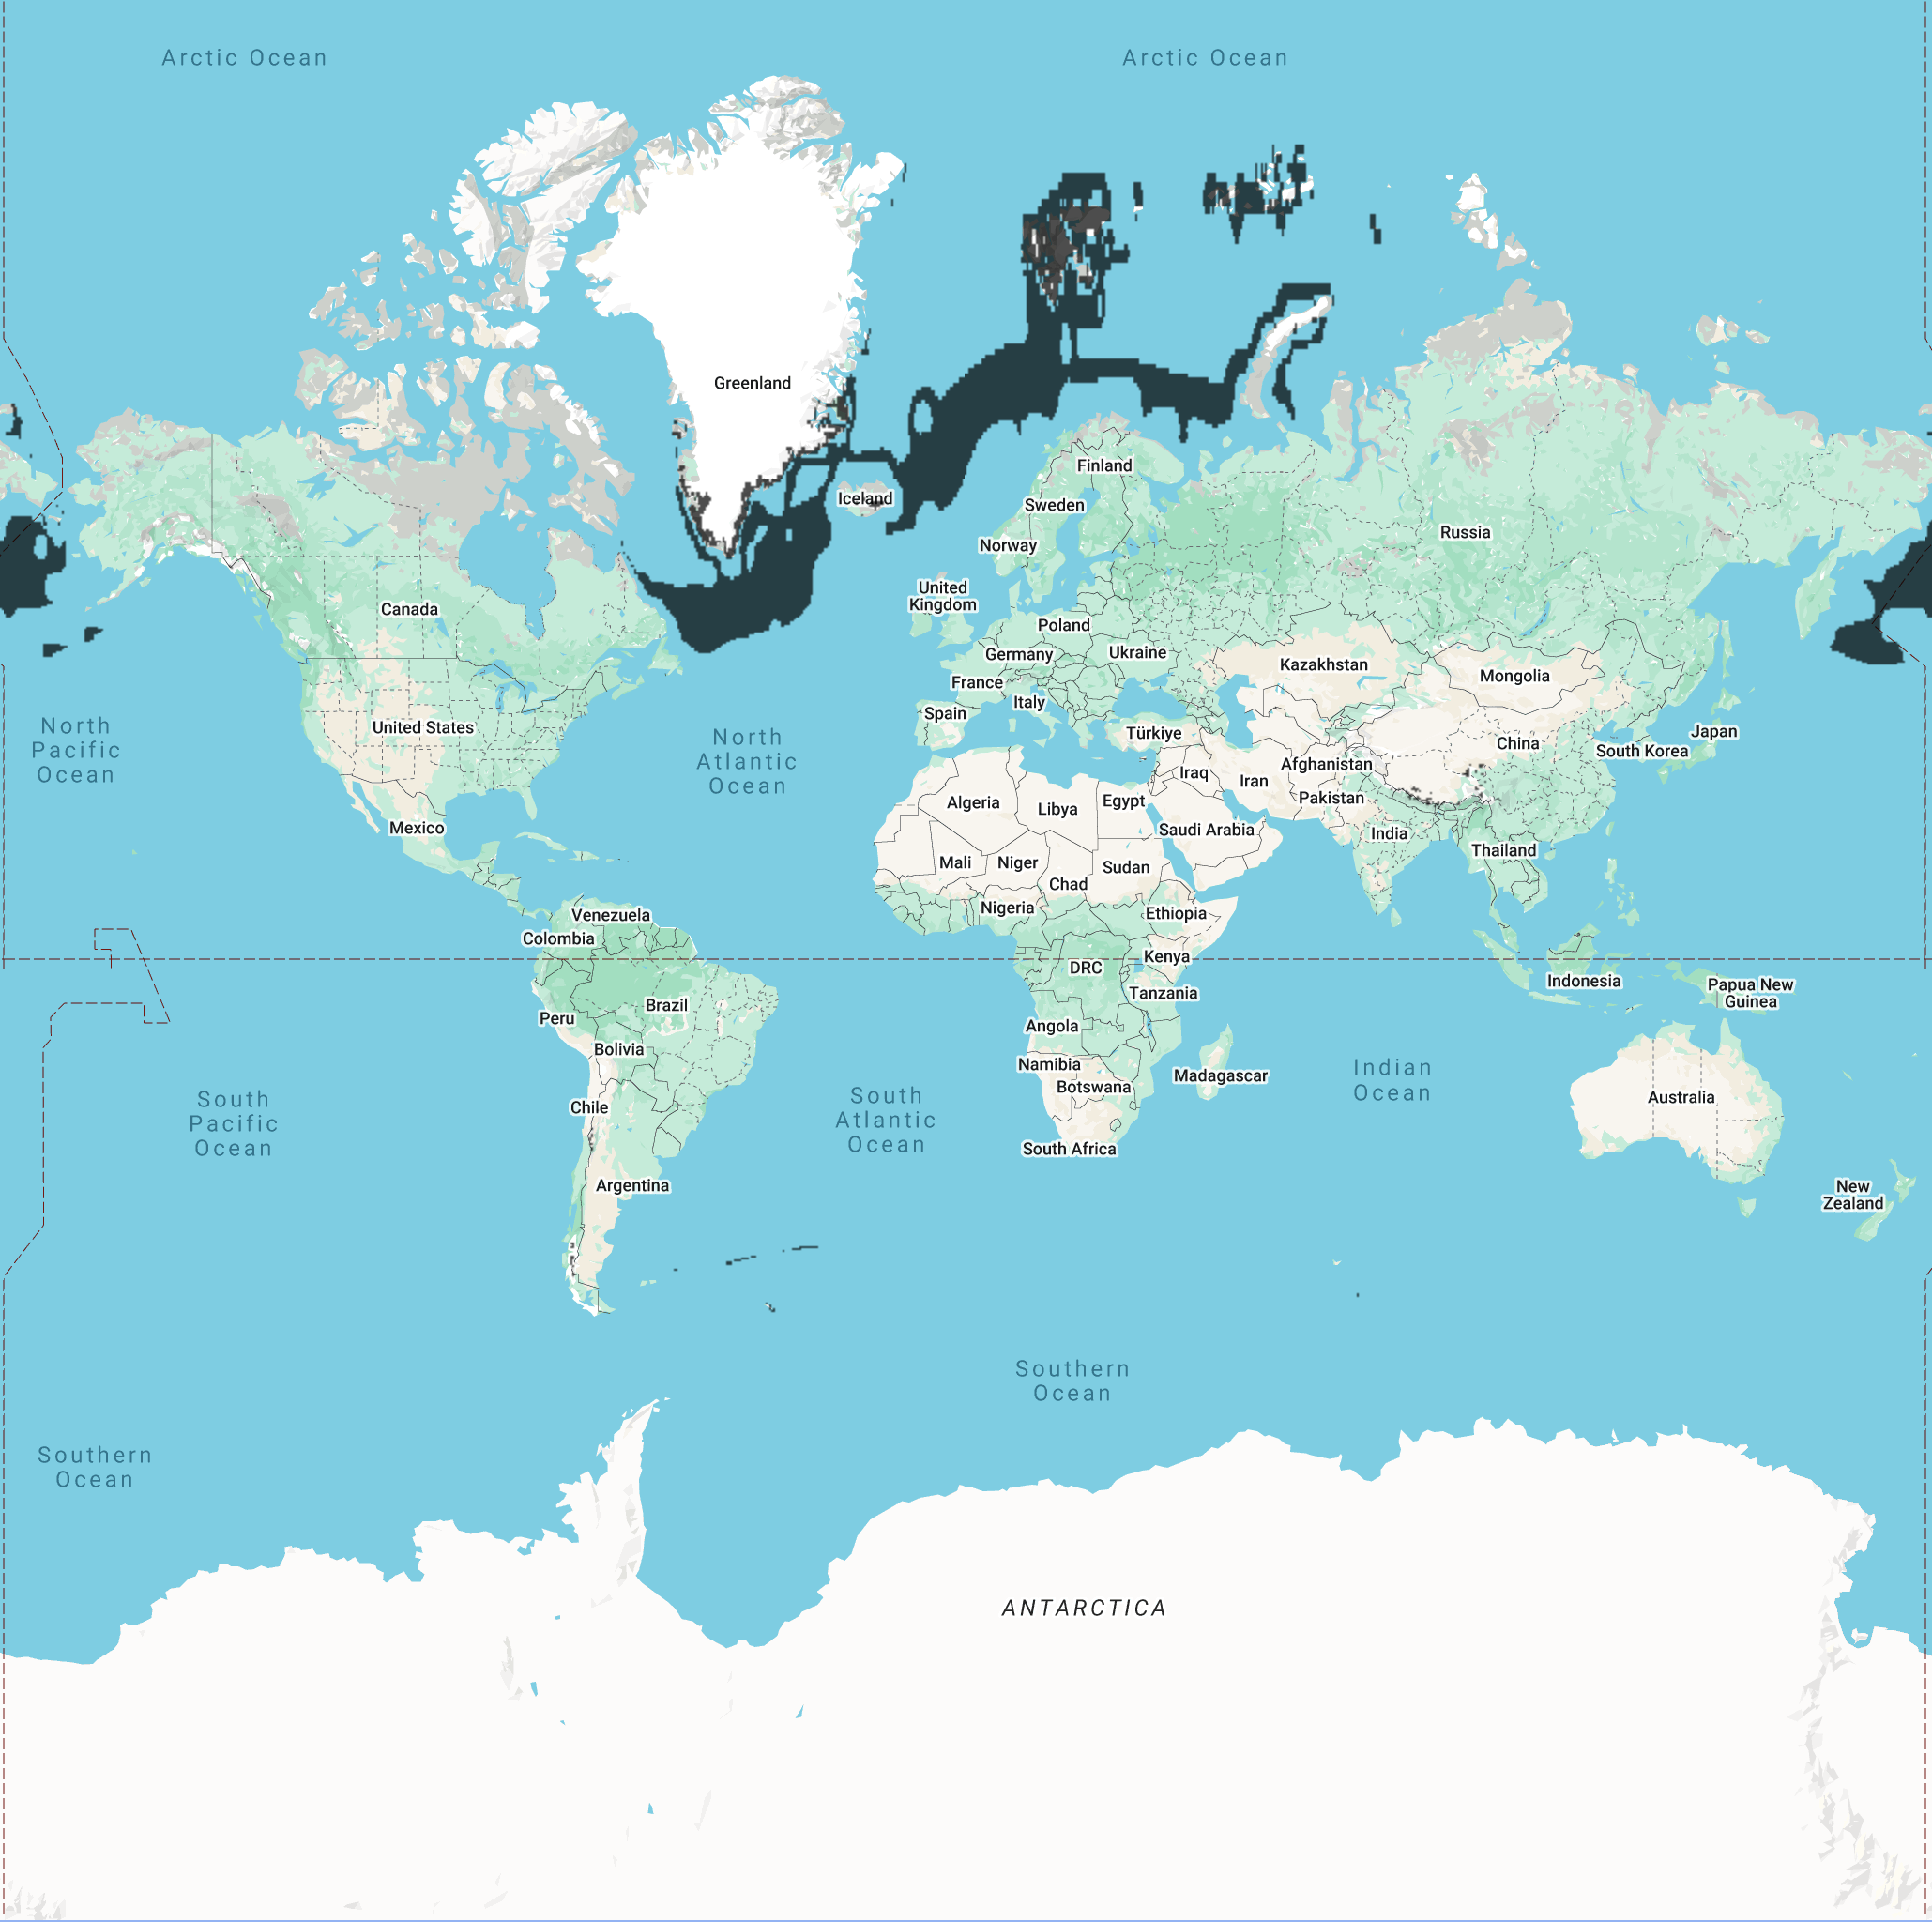 Arctic Ocean
Arctic Ocean
Greenland
Finland
Iceland
Sweden
Russia
Norway
United
Kingdom
Canada
Poland
Ukraine
Germany
Kazakhstan
Mongolia
France
Italy
Spain
North
Pacific
Ocean
United States
Türkiye
Japan
China
South Korea
North
Atlantic
Ocean
Afghanistan
Iraq
Iran
Pakistan
Algeria
Libya
Egypt
Mexico
Saudi Arabia
India
Thailand
Mali
Niger
Sudan
Chad
Nigeria
Venezuela
Ethiopia
Colombia
Kenya
DRC
Indonesia
Papua New
Guinea
Tanzania
Brazil
Peru
Angola
Bolivia
Namibia
Madagascar
Botswana
Indian
Ocean
Australia
Chile
South
Pacific
Ocean
South
Atlantic
Ocean
South Africa
Argentina
New
Zealand
Southern
Ocean
Southern
Ocean
ANTARCTICA